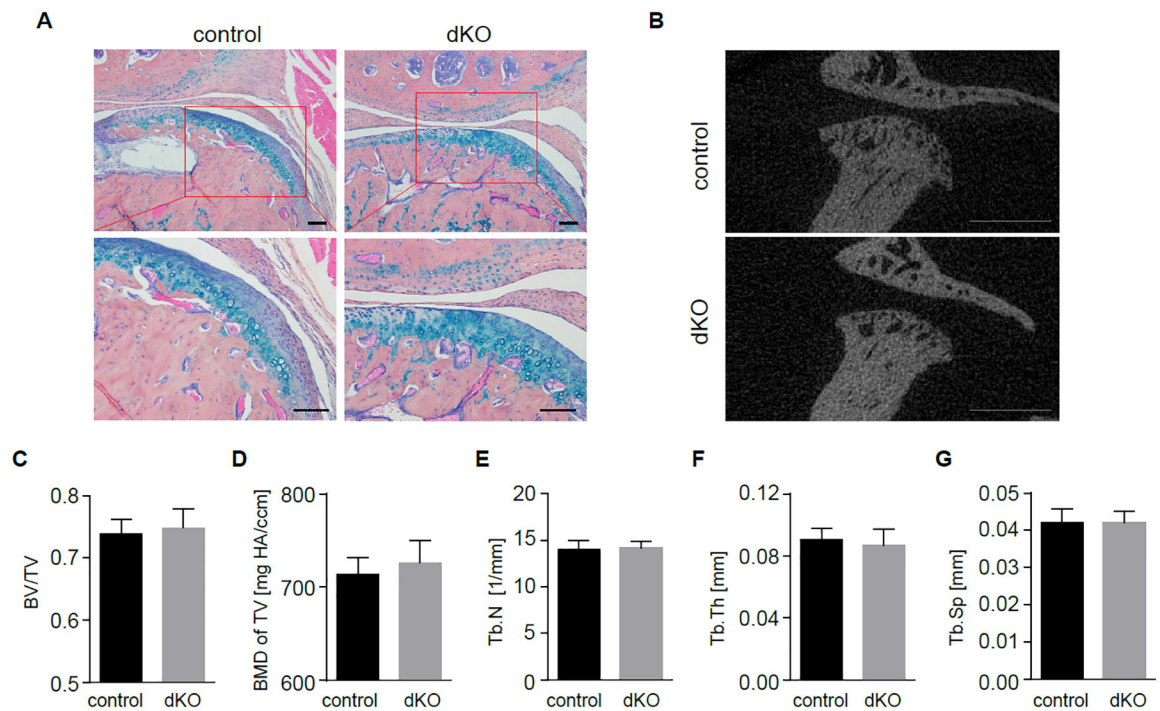 A
control
dKO
B
control
dKO
C
BV/TV
0.8
0.7
0.6
0.5
control dKO
D
BMD of TV [mg HA/ccm]
800
700
600
control dKO
E
Tb.N [1/mm]
20
15
10
5
0
control dKO
F
Tb.Th [mm]
0.12
0.08
0.04
0.00
control dKO
G
Tb.Sp [mm]
0.05
0.04
0.03
0.02
0.01
0.00
control dKO